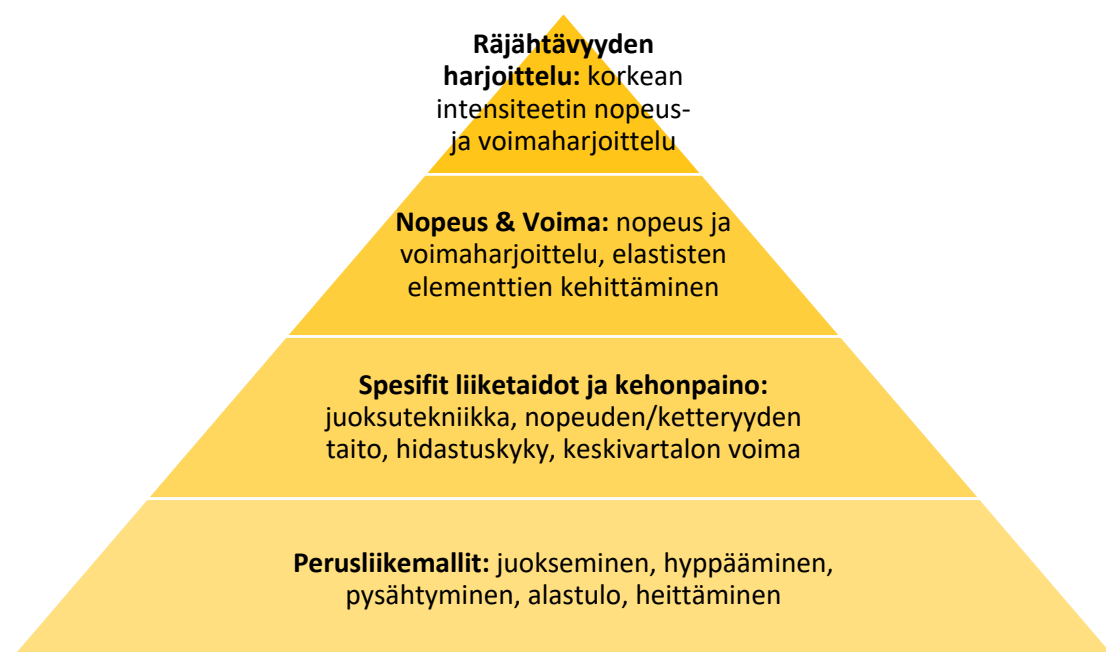 Räjähtävyyden
harjoittelu: korkean
intensiteetin nopeus-
ja voimaharjoittelu
Nopeus & Voima: nopeus ja
voimaharjoittelu, elastisten
elementtien kehittäminen
Spesifit liiketaidot ja kehonpaino:
juoksutekniikka, nopeuden/ketteryyden
taito, hidastuskyky, keskivartalon voima
Perusliikemallit: juokseminen, hyppääminen,
pysähtyminen, alastulo, heittäminen